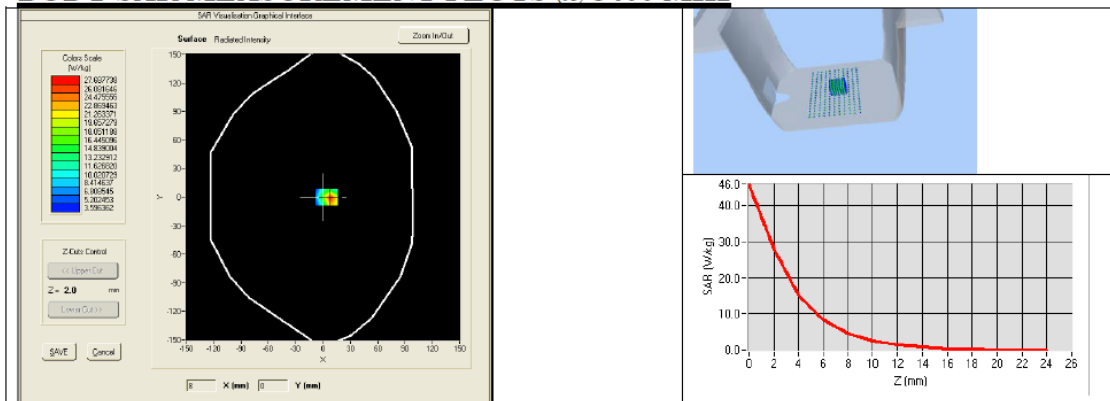 SAR Visualisation Graphical Interface
Surface Radiated Intensity
Zoom In/Out
Colors Scale
(W/kg)
27.687738
26.081646
24.475555
22.869463
21.263371
19.657279
18.051188
16.445096
14.839004
13.232912
11.626820
10.020729
8.414637
6.808545
5.202453
3.596362
Z-Cuts Control
<< Upper Cut
Z = 2.0 mm
Lower Cut >>
SAVE Cancel
150-
120-
90-
60-
30-
0-
-30-
-60-
-90-
-120-
-150-
Y
-150 -120 -90 -60 -30 0 30 60 90 120 150
X
8 X (mm) 0 Y (mm)
46.0-
40.0-
30.0-
20.0-
10.0-
0.0-
SAR (W/kg)
0 2 4 6 8 10 12 14 16 18 20 22 24 26
Z (mm)